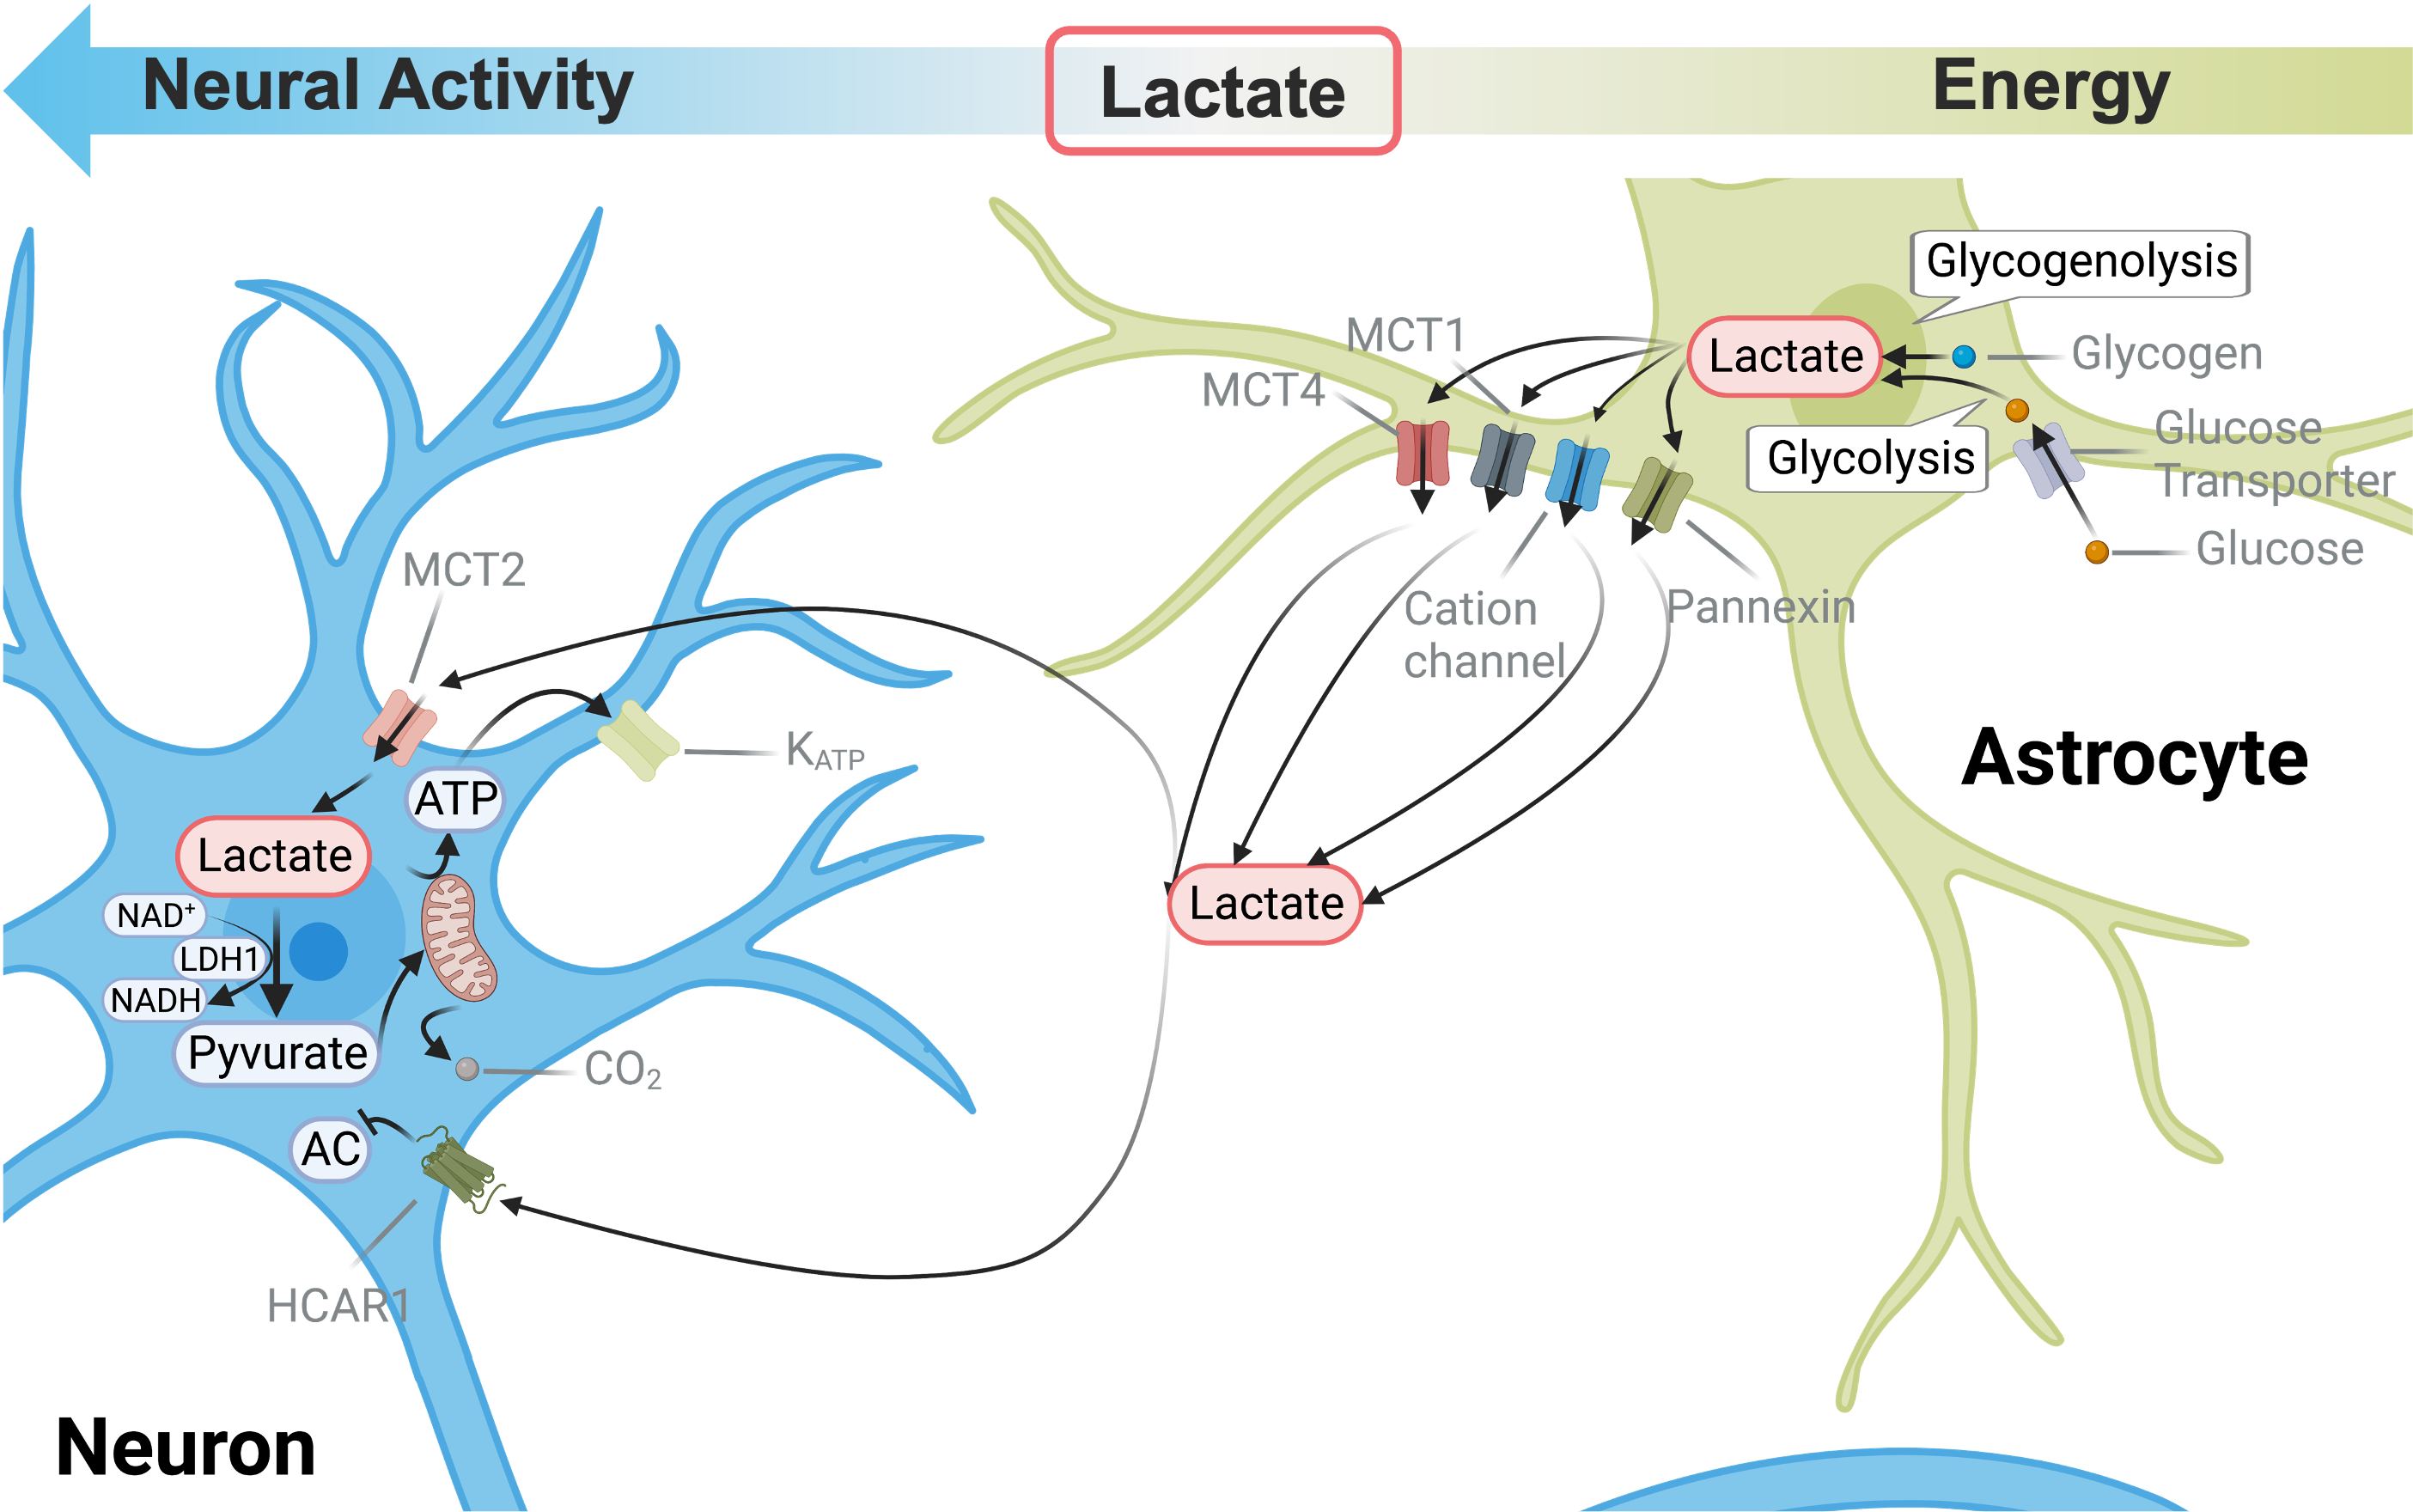 Neural Activity
Lactate
Energy
Glycogenolysis
MCT1
Lactate
Glycogen
MCT4
Glucose
Transporter
Glycolysis
Glucose
MCT2
Cation
channel
Pannexin
K_ATP
Astrocyte
ATP
Lactate
Lactate
NAD⁺
LDH1
NADH
Pyvurate
CO₂
AC
HCAR1
Neuron